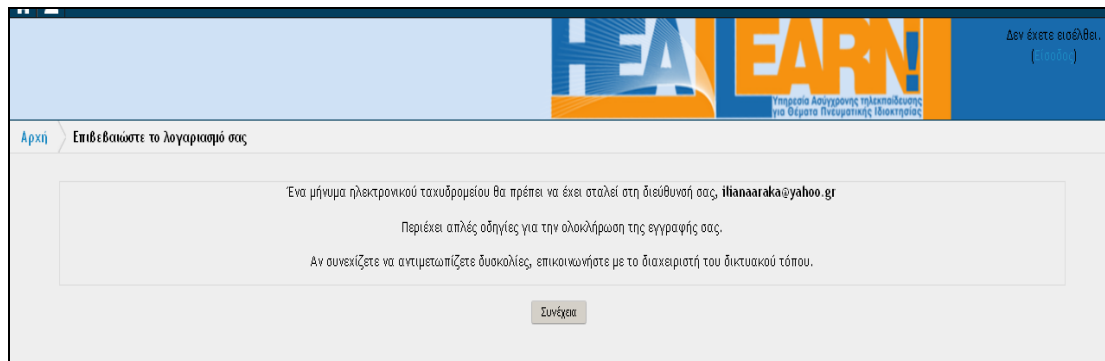 HEAL LEARN!
Υπηρεσία Ασύγχρονης τηλεκπαίδευσης
για Θέματα Πνευματικής Ιδιοκτησίας
Δεν έχετε εισέλθει.
(Είσοδος)
Αρχή Επιβεβαιώστε το λογαριασμό σας
Ένα μήνυμα ηλεκτρονικού ταχυδρομείου θα πρέπει να έχει σταλεί στη διεύθυνσή σας, ilianaaraka@yahoo.gr
Περιέχει απλές οδηγίες για την ολοκλήρωση της εγγραφής σας.
Αν συνεχίζετε να αντιμετωπίζετε δυσκολίες, επικοινωνήστε με το διαχειριστή του δικτυακού τόπου.
Συνέχεια